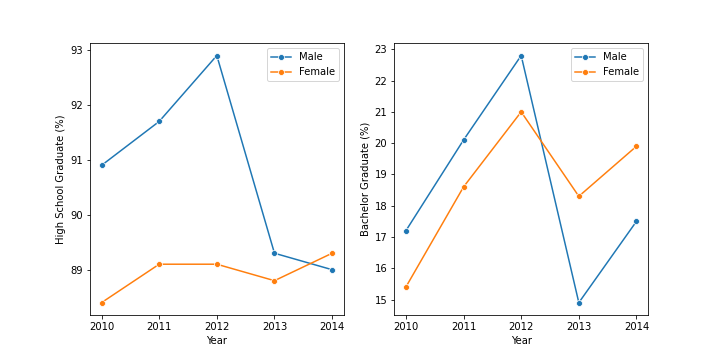 93
92
91
90
89
High School Graduate (%)
Male
Female
2010 2011 2012 2013 2014
Year
23
22
21
20
19
18
17
16
15
Bachelor Graduate (%)
Male
Female
2010 2011 2012 2013 2014
Year